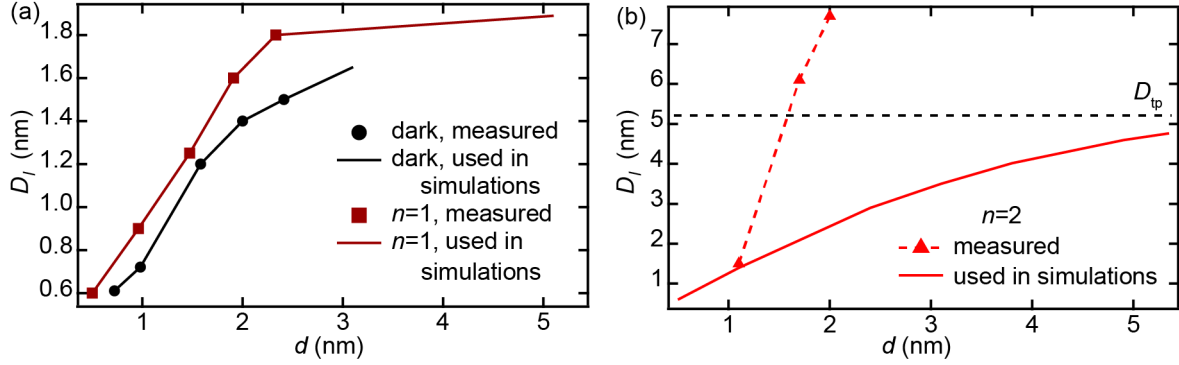 (a)
1.8
1.6
1.4
1.2
1.0
0.8
0.6
D_l (nm)
1
2
3
4
5
d (nm)
dark, measured
dark, used in
simulations
n=1, measured
n=1, used in
simulations
(b)
7
6
5
4
3
2
1
D_l (nm)
1
2
3
4
5
d (nm)
D_tp
n=2
measured
used in simulations